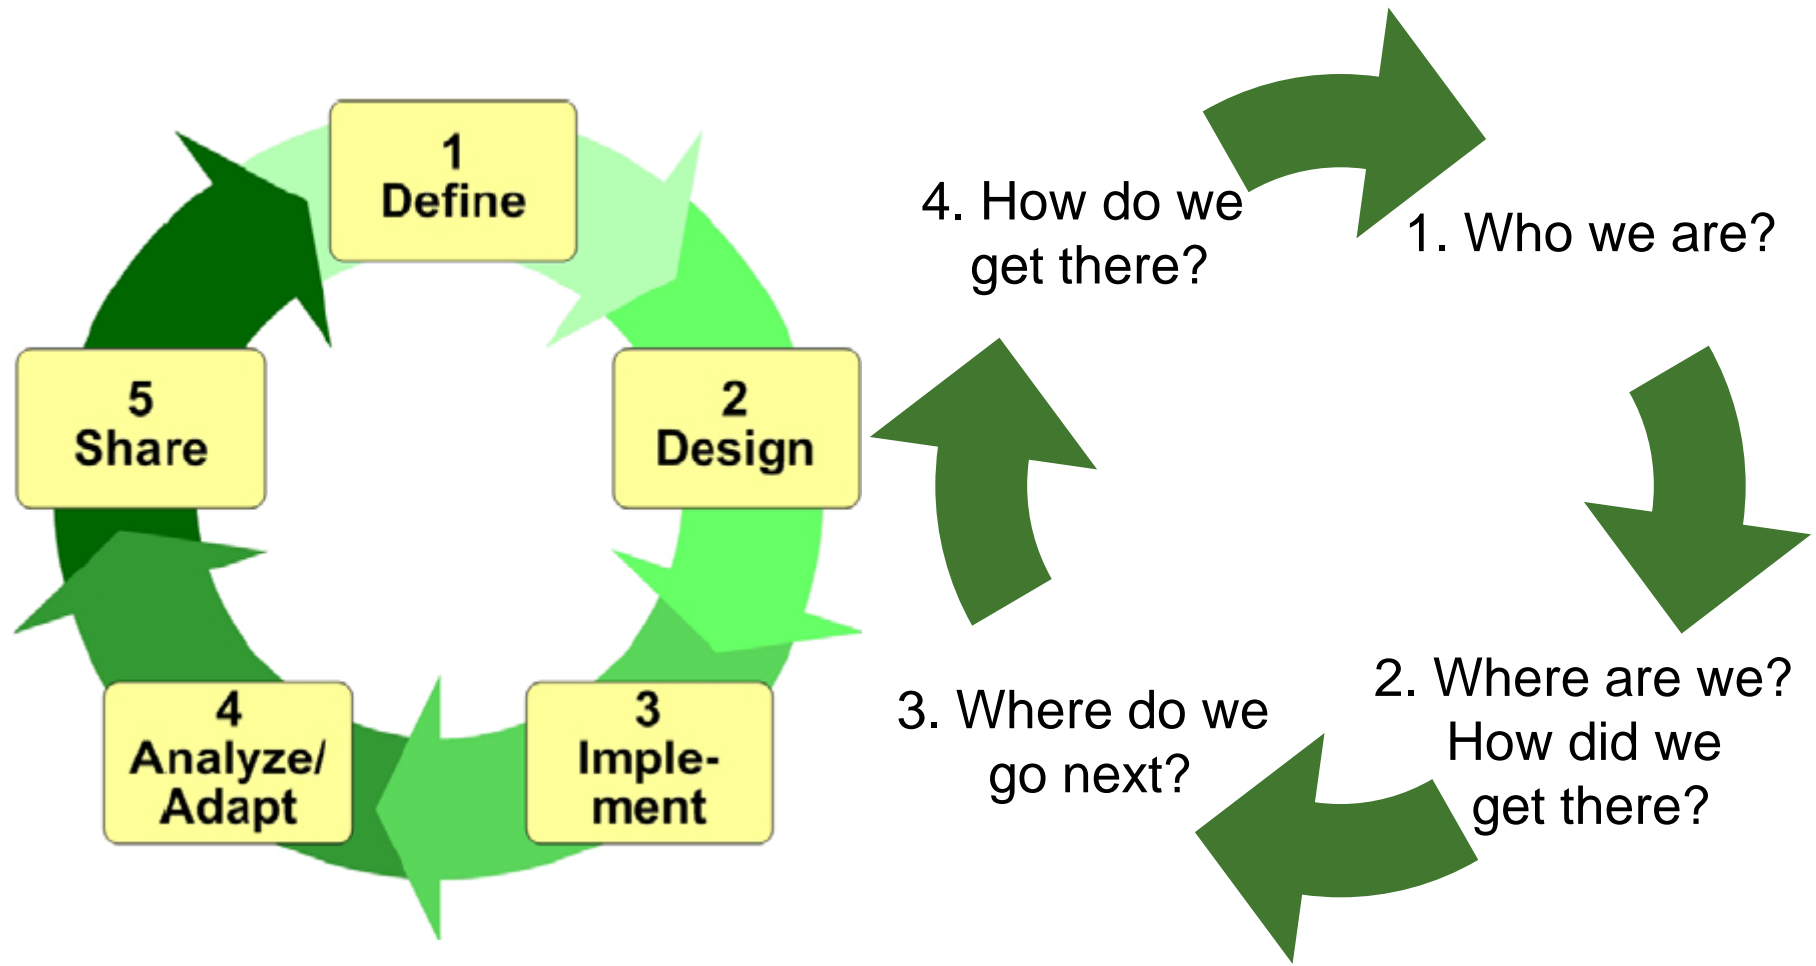 1
Define
2
Design
3
Imple-
ment
4
Analyze/
Adapt
5
Share
1. Who we are?
2. Where are we?
How did we
get there?
3. Where do we
go next?
4. How do we
get there?